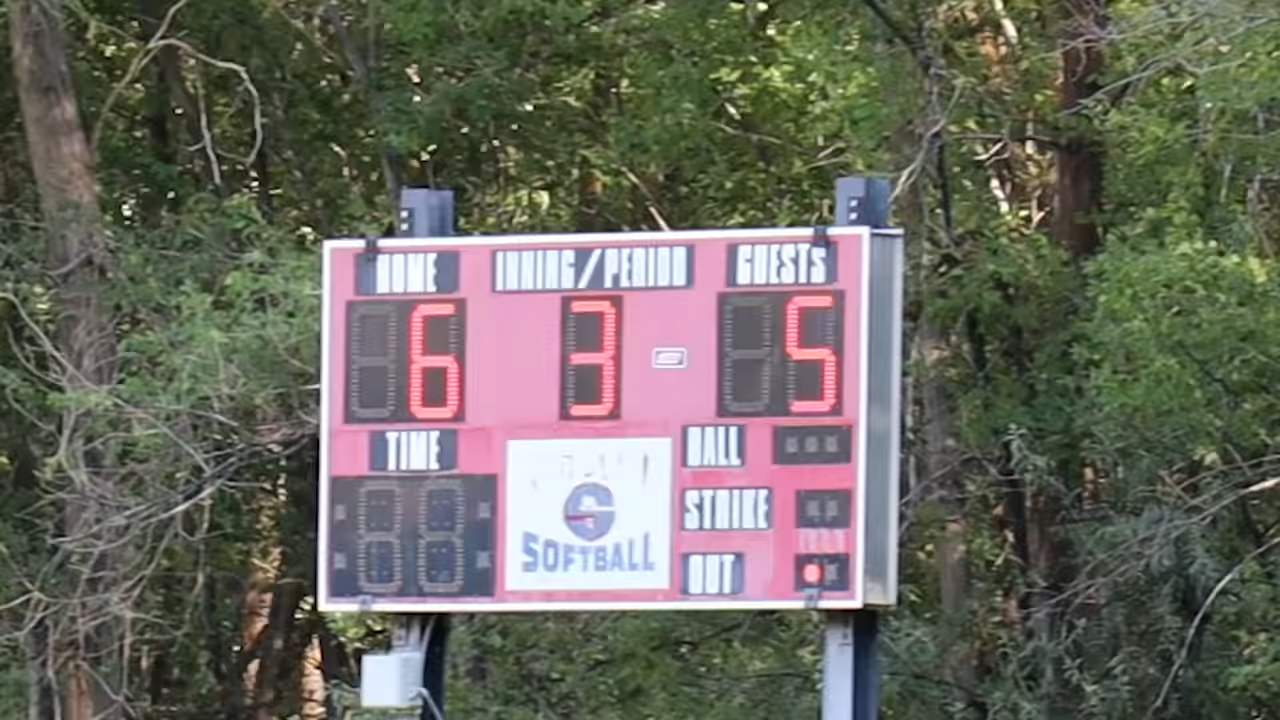 HOME INNING/PERIOD GUESTS
6 3 5
TIME
BALL
STRIKE
OUT
G
SOFTBALL